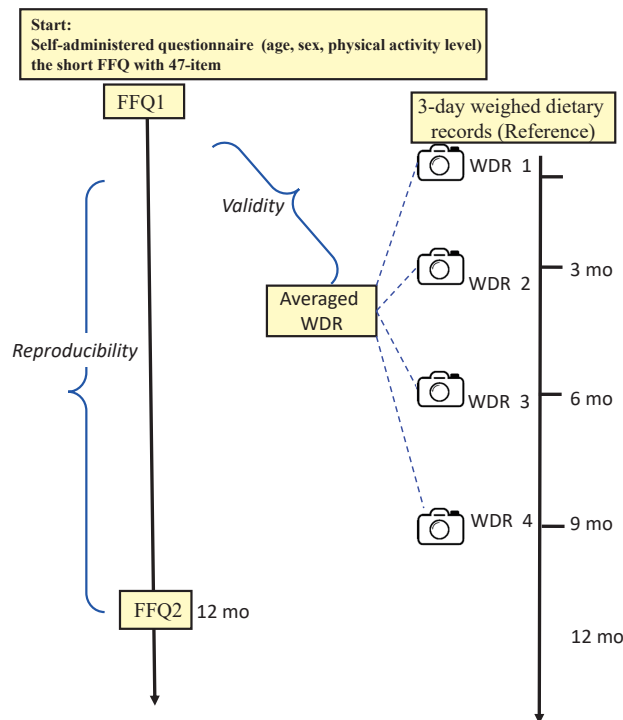 Start:
Self-administered questionnaire (age, sex, physical activity level)
the short FFQ with 47-item
FFQ1
3-day weighed dietary
records (Reference)
WDR 1
Validity
WDR 2
3 mo
Averaged
WDR
Reproducibility
WDR 3
6 mo
WDR 4
9 mo
FFQ2
12 mo
12 mo